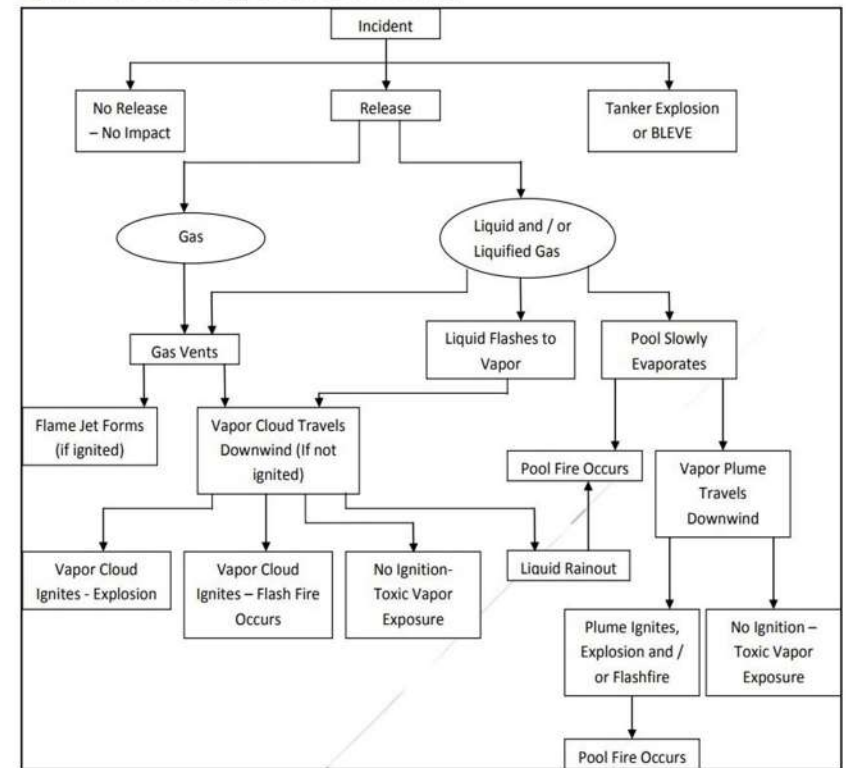 Incident
No Release
– No Impact
Release
Tanker Explosion
or BLEVE
Gas
Liquid and / or
Liquified Gas
Gas Vents
Liquid Flashes to
Vapor
Pool Slowly
Evaporates
Flame Jet Forms
(if ignited)
Vapor Cloud Travels
Downwind (If not
ignited)
Pool Fire Occurs
Vapor Plume
Travels
Downwind
Vapor Cloud
Ignites - Explosion
Vapor Cloud
Ignites – Flash Fire
Occurs
No Ignition-
Toxic Vapor
Exposure
Liquid Rainout
Plume Ignites,
Explosion and /
or Flashfire
No Ignition –
Toxic Vapor
Exposure
Pool Fire Occurs